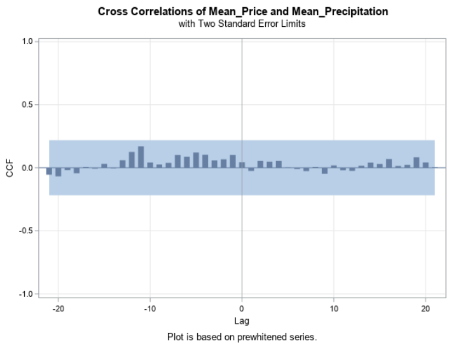 Cross Correlations of Mean_Price and Mean_Precipitation
with Two Standard Error Limits
1.0
0.5
0.0
-0.5
-1.0
CCF
-20
-10
0
10
20
Lag
Plot is based on prewhitened series.